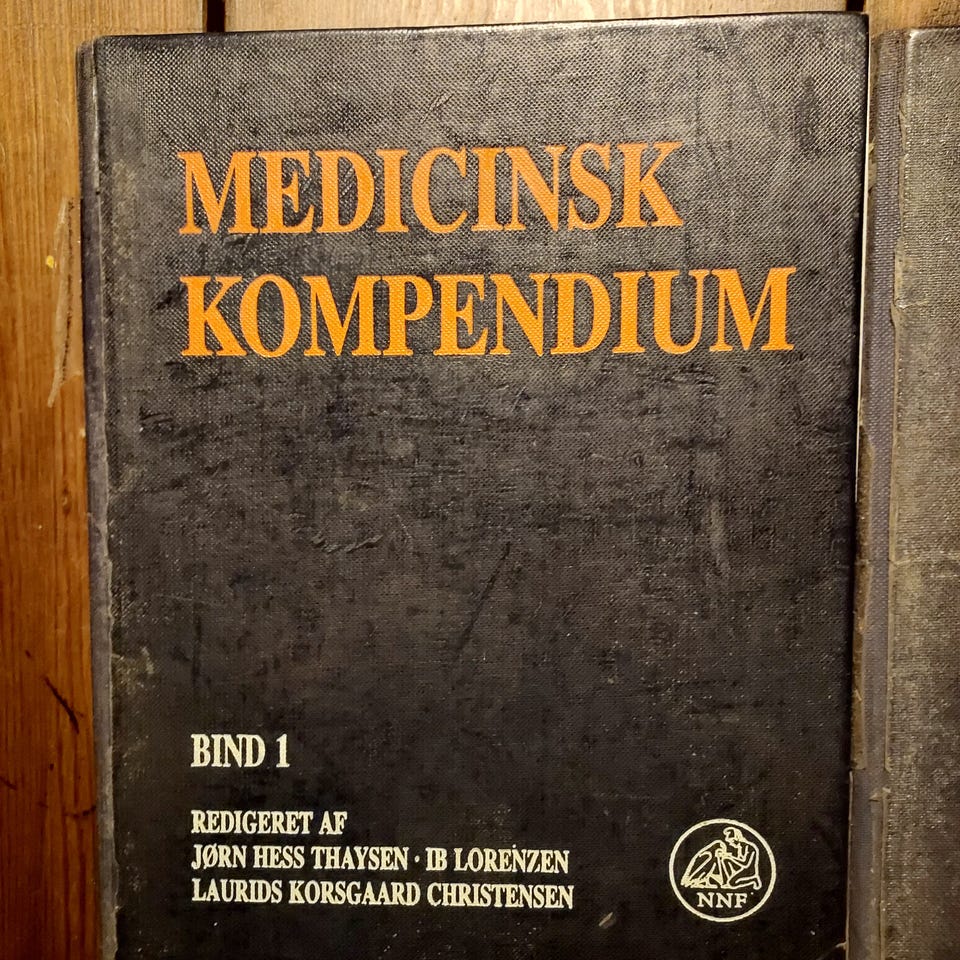 MEDICINSK
KOMPENDIUM
BIND 1
REDIGERET AF
JØRN HESS THAYSEN · IB LORENZEN
LAURIDS KORSGAARD CHRISTENSEN
NNF